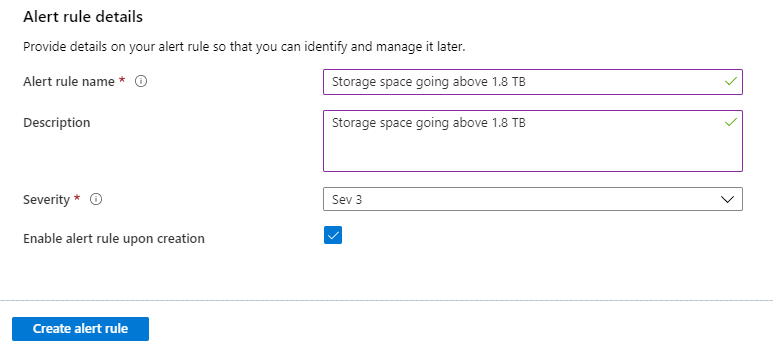 Alert rule details
Provide details on your alert rule so that you can identify and manage it later.
Alert rule name * Storage space going above 1.8 TB
Description Storage space going above 1.8 TB
Severity * Sev 3
Enable alert rule upon creation
Create alert rule